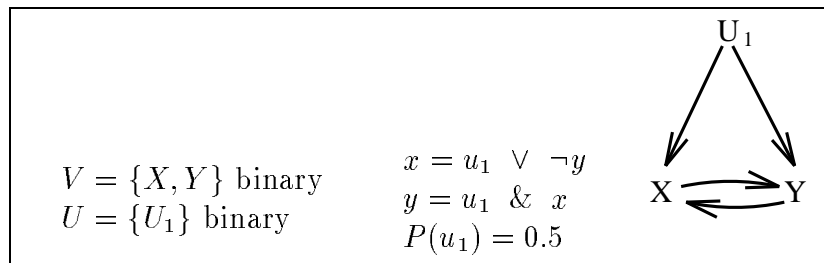 U₁
x = u₁ ∨ ¬y
V = {X, Y} binary
y = u₁ & x
X Y
U = {U₁} binary
P(u₁) = 0.5